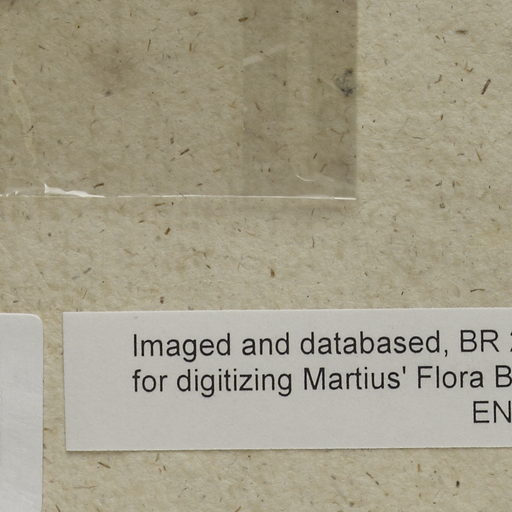 Imaged and databased, BR
for digitizing Martius' Flora B
EN